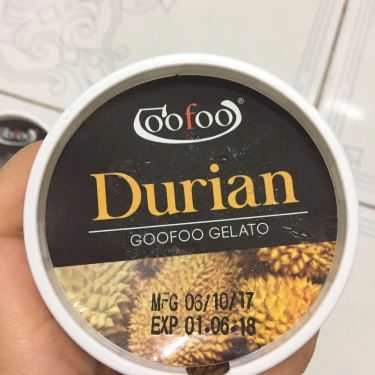 Goofoo®
Durian
GOOFOO GELATO
MFG 06/10/17
EXP 01.06.18